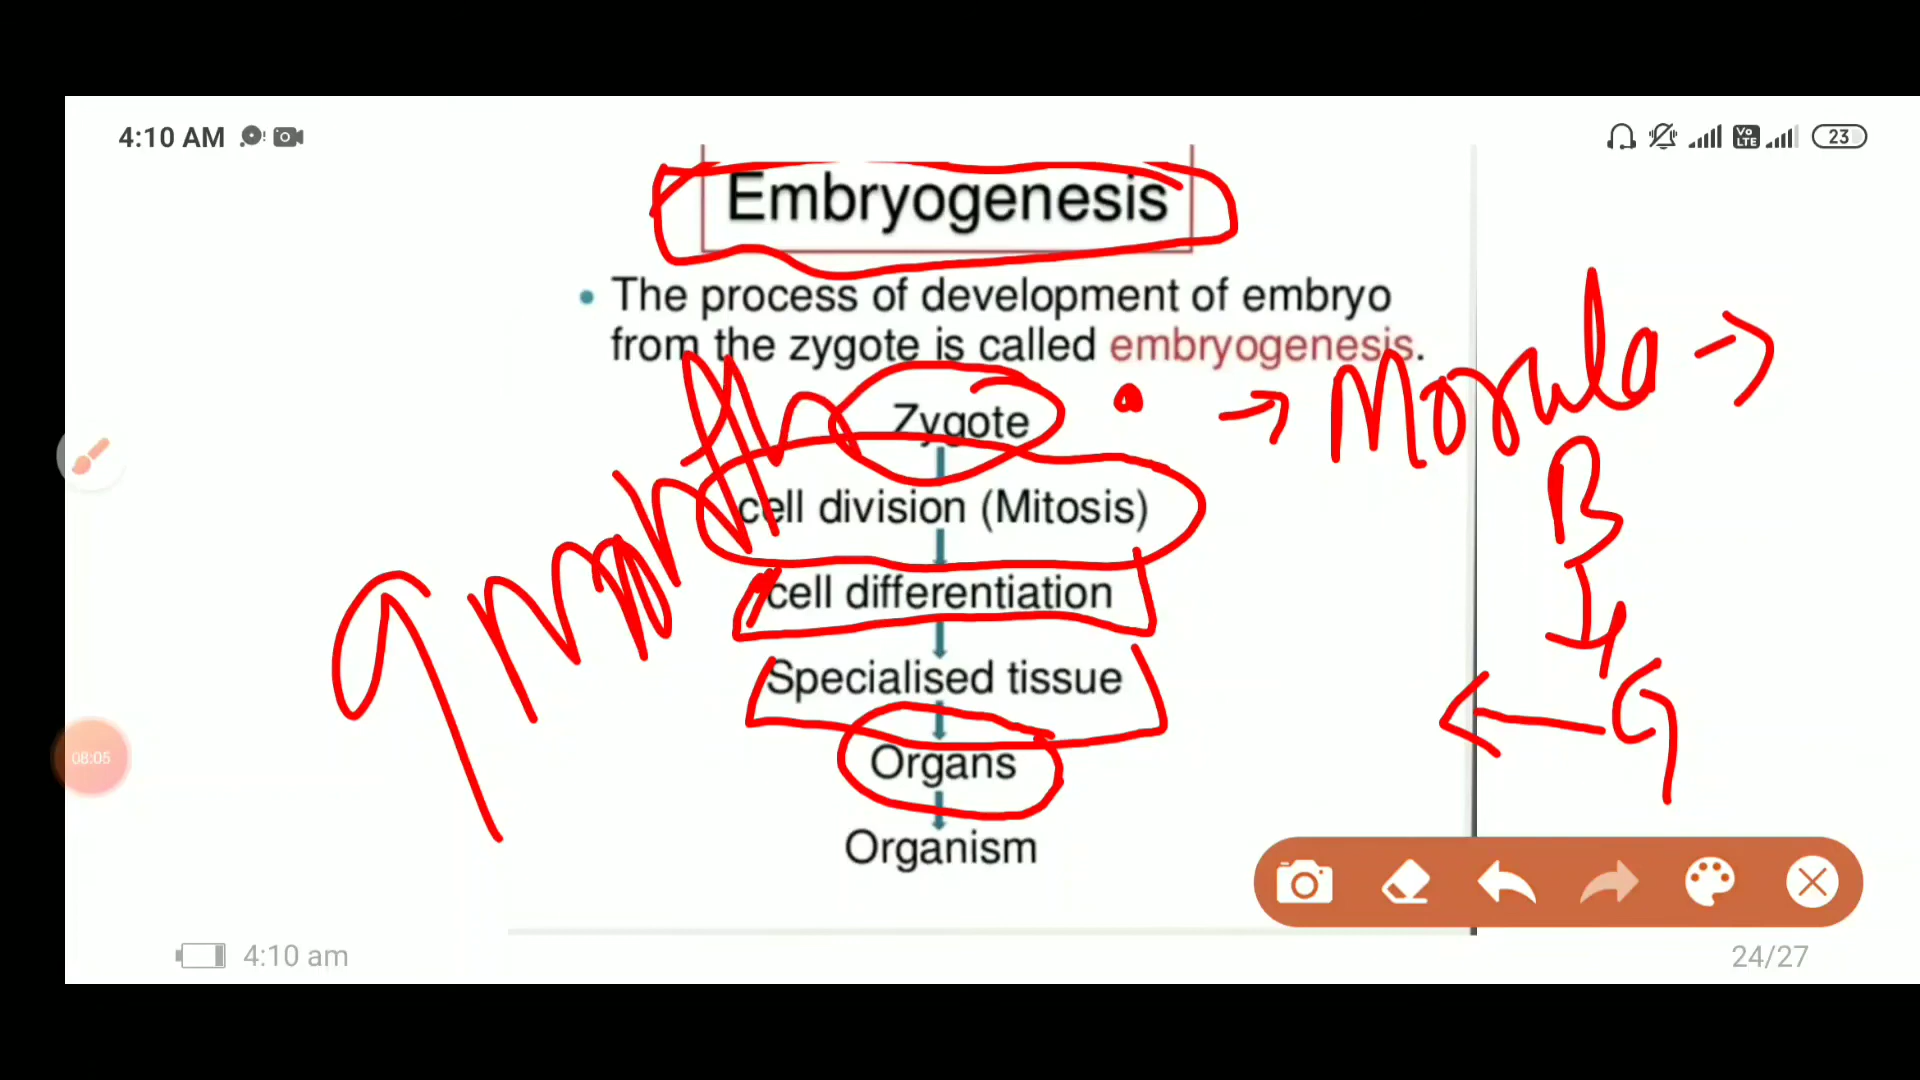 4:10 AM
23
Embryogenesis
• The process of development of embryo
from the zygote is called embryogenesis.
Zygote
→ Morula →
cell division (Mitosis)
B
cell differentiation
Specialised tissue
G
Organs
08:05
Organism
4:10 am
24/27